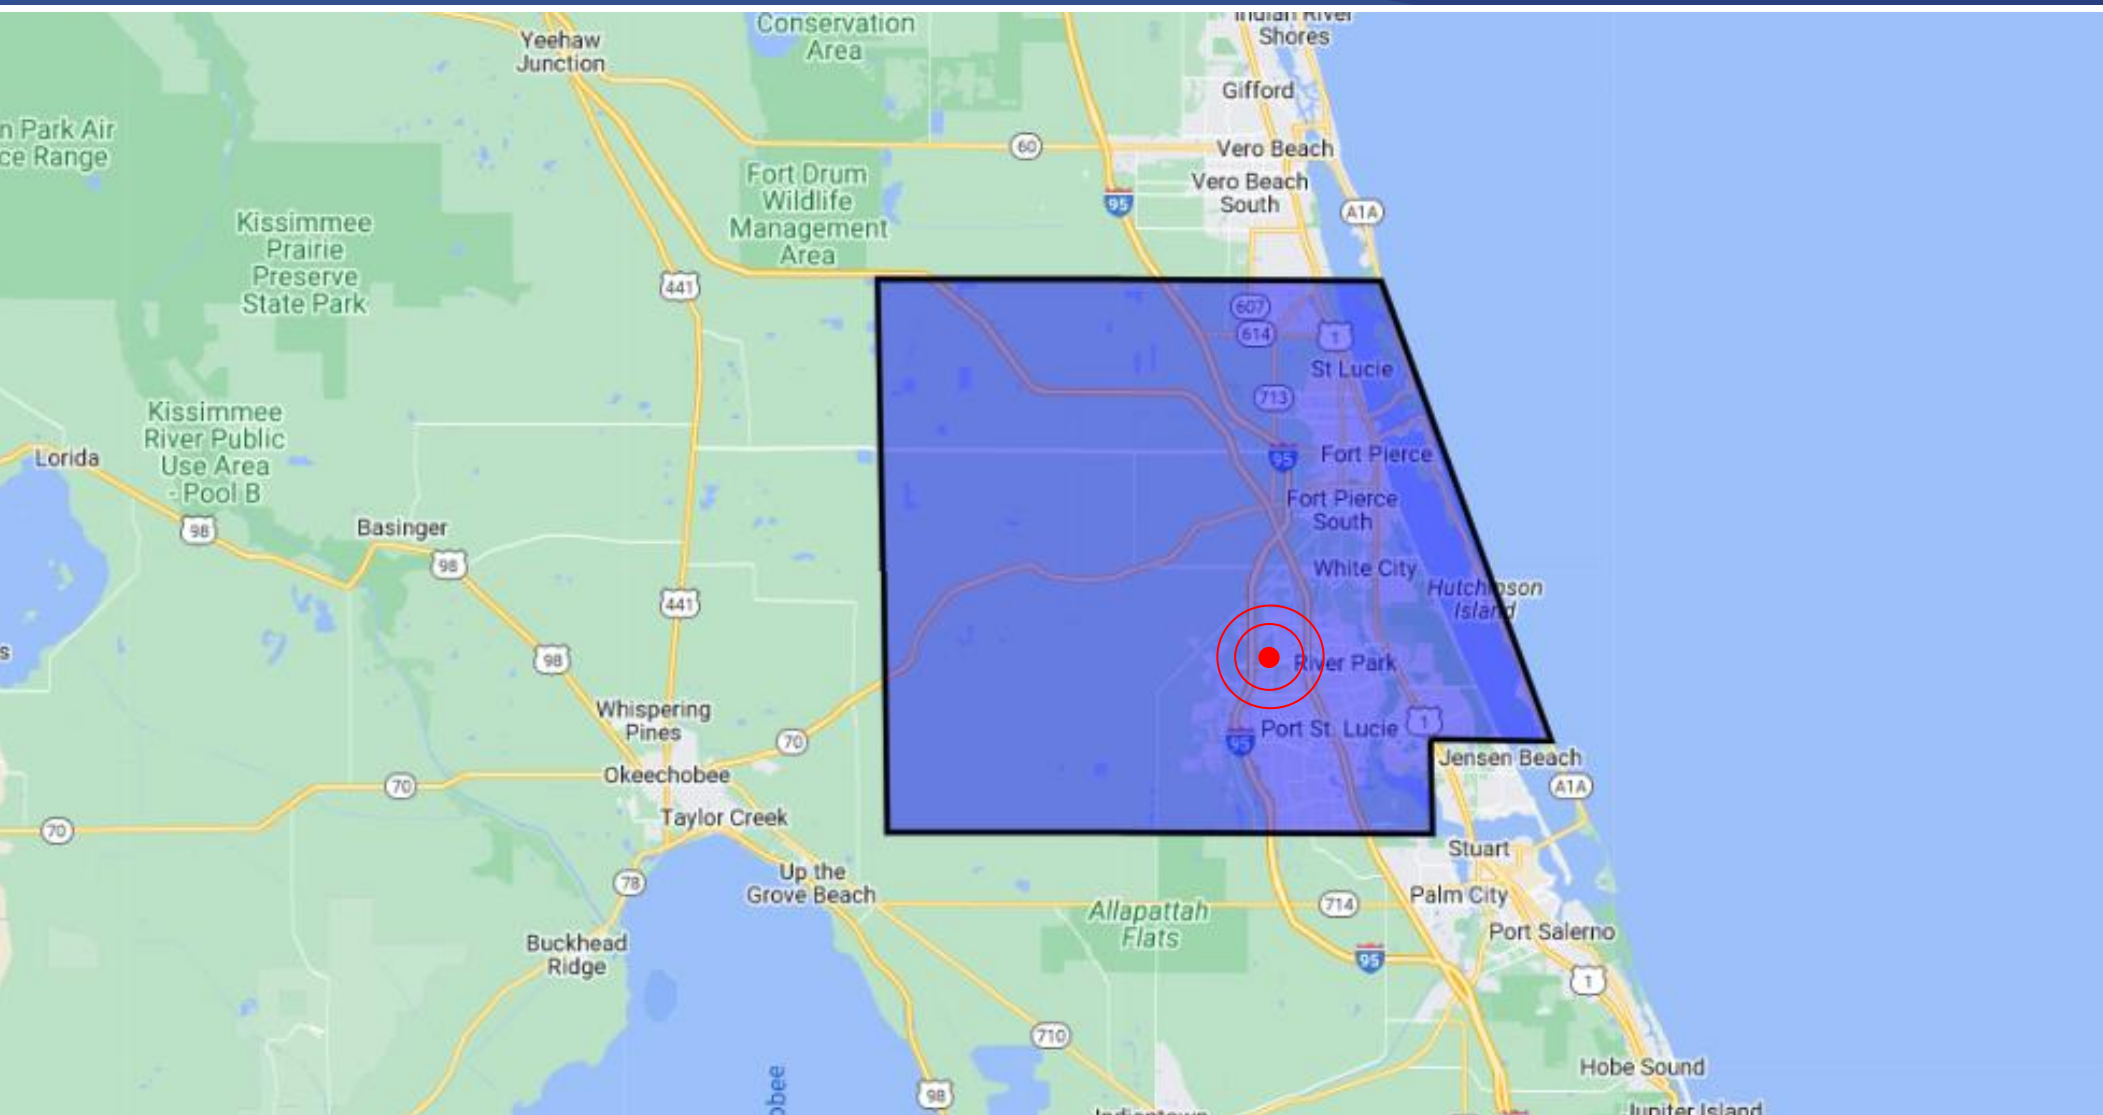 Indian River
Shores
Conservation
Area
Yeehaw
Junction
Gifford
n Park Air
ce Range
60
Vero Beach
Fort Drum
Wildlife
Management
Area
Vero Beach
South
95
A1A
Kissimmee
Prairie
Preserve
State Park
441
607
614
1
St Lucie
713
Kissimmee
River Public
Use Area
- Pool B
Lorida
95
Fort Pierce
Fort Pierce
South
98
Basinger
98
White City
Hutchinson
Island
441
s
98
River Park
Whispering
Pines
70
95
Port St. Lucie
1
Jensen Beach
Okeechobee
70
A1A
Taylor Creek
70
Stuart
Up the
Grove Beach
78
Palm City
714
Allapattah
Flats
Port Salerno
Buckhead
Ridge
95
1
710
Hobe Sound
obee
98
Indiantown
Jupiter Island